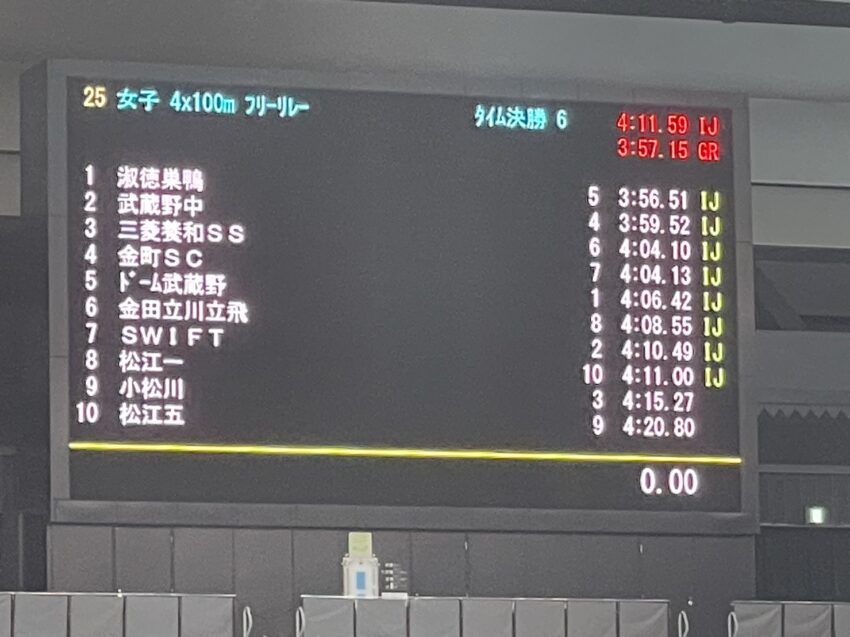 25 女子 4x100m フリーリレー タイム決勝 6 4:11.59 IJ
3:57.15 GR
1 淑徳巣鴨 5 3:56.51 IJ
2 武蔵野中 4 3:59.52 IJ
3 三菱養和SS 6 4:04.10 IJ
4 金町SC 7 4:04.13 IJ
5 ドーム武蔵野 1 4:06.42 IJ
6 金田立川立飛 8 4:08.55 IJ
7 SWIFT 2 4:10.49 IJ
8 松江一 10 4:11.00 IJ
9 小松川 3 4:15.27
10 松江五 9 4:20.80
0.00